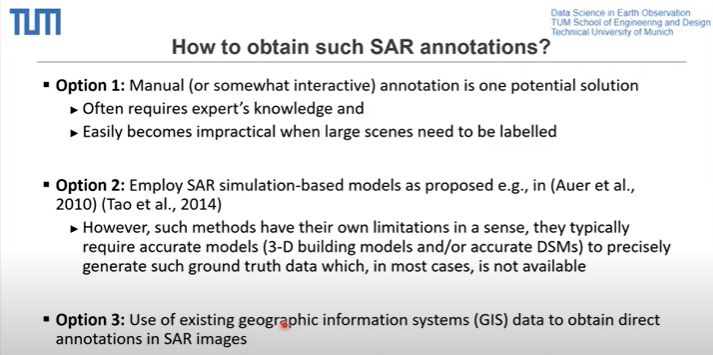 TUM
Data Science in Earth Observation
TUM School of Engineering and Design
Technical University of Munich
How to obtain such SAR annotations?
▪ Option 1: Manual (or somewhat interactive) annotation is one potential solution
▸ Often requires expert's knowledge and
▸ Easily becomes impractical when large scenes need to be labelled
▪ Option 2: Employ SAR simulation-based models as proposed e.g., in (Auer et al.,
2010) (Tao et al., 2014)
▸ However, such methods have their own limitations in a sense, they typically
require accurate models (3-D building models and/or accurate DSMs) to precisely
generate such ground truth data which, in most cases, is not available
▪ Option 3: Use of existing geographic information systems (GIS) data to obtain direct
annotations in SAR images